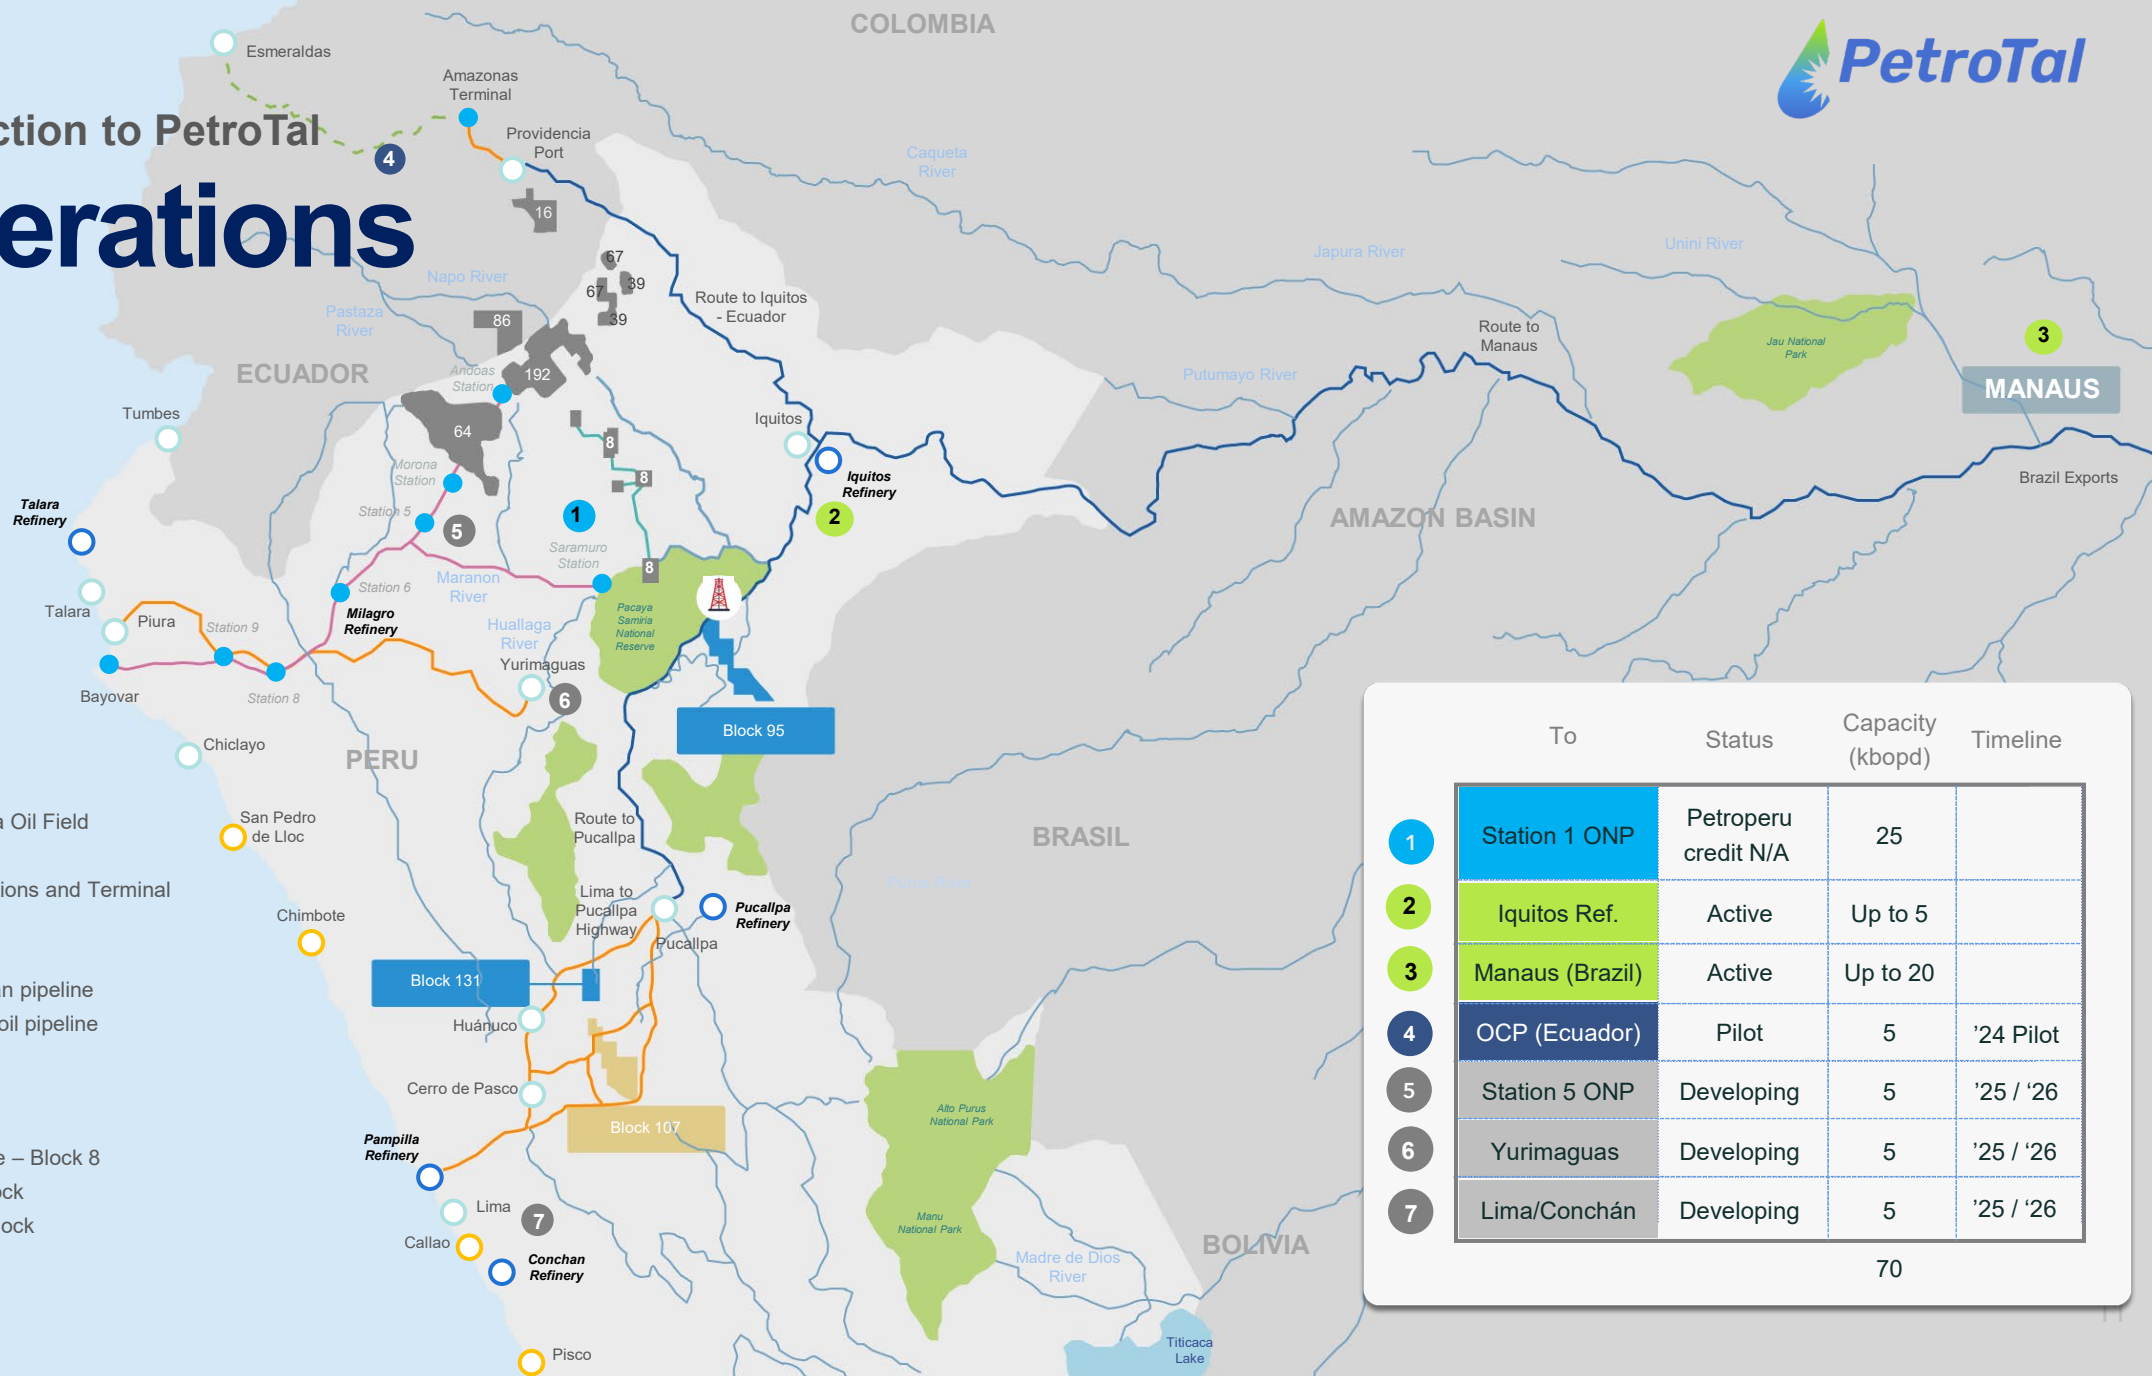 COLOMBIA
PetroTal
Esmeraldas
Amazonas
Terminal
ction to PetroTal
4
Providencia
Port
erations
Caqueta
River
16
Japura River
Unini River
67
Napo River
67
39
39
Route to Iquitos
- Ecuador
Pastaza
River
86
Route to
Manaus
Jau National
Park
3
MANAUS
ECUADOR
Andoas
Station
192
Putumayo River
Tumbes
64
8
Iquitos
Morona
Station
8
Iquitos
Refinery
Brazil Exports
Talara
Refinery
Station 5
5
1
2
AMAZON BASIN
Saramuro
Station
8
Maranon
River
Station 6
Talara
Milagro
Refinery
Piura
Station 9
Huallaga
River
Pacaya
Samiria
National
Reserve
Yurimaguas
6
Bayovar
Station 8
Block 95
Chiclayo
PERU
San Pedro
de Lloc
a Oil Field
Route to
Pucallpa
BRASIL
ions and Terminal
Lima to
Pucallpa
Highway
Pucallpa
Refinery
Chimbote
Pucallpa
Block 131
an pipeline
oil pipeline
Huánuco
Cerro de Pasco
Block 107
Alto Purus
National Park
Pampilla
Refinery
e – Block 8
ock
lock
Lima
7
Manu
National Park
Callao
Conchan
Refinery
BOLIVIA
Madre de Dios
River
Titicaca
Lake
Pisco
To Status Capacity (kbopd) Timeline
1 Station 1 ONP Petroperu credit N/A 25
2 Iquitos Ref. Active Up to 5
3 Manaus (Brazil) Active Up to 20
4 OCP (Ecuador) Pilot 5 ’24 Pilot
5 Station 5 ONP Developing 5 ’25 / ‘26
6 Yurimaguas Developing 5 ’25 / ‘26
7 Lima/Conchán Developing 5 ’25 / ‘26
70
11